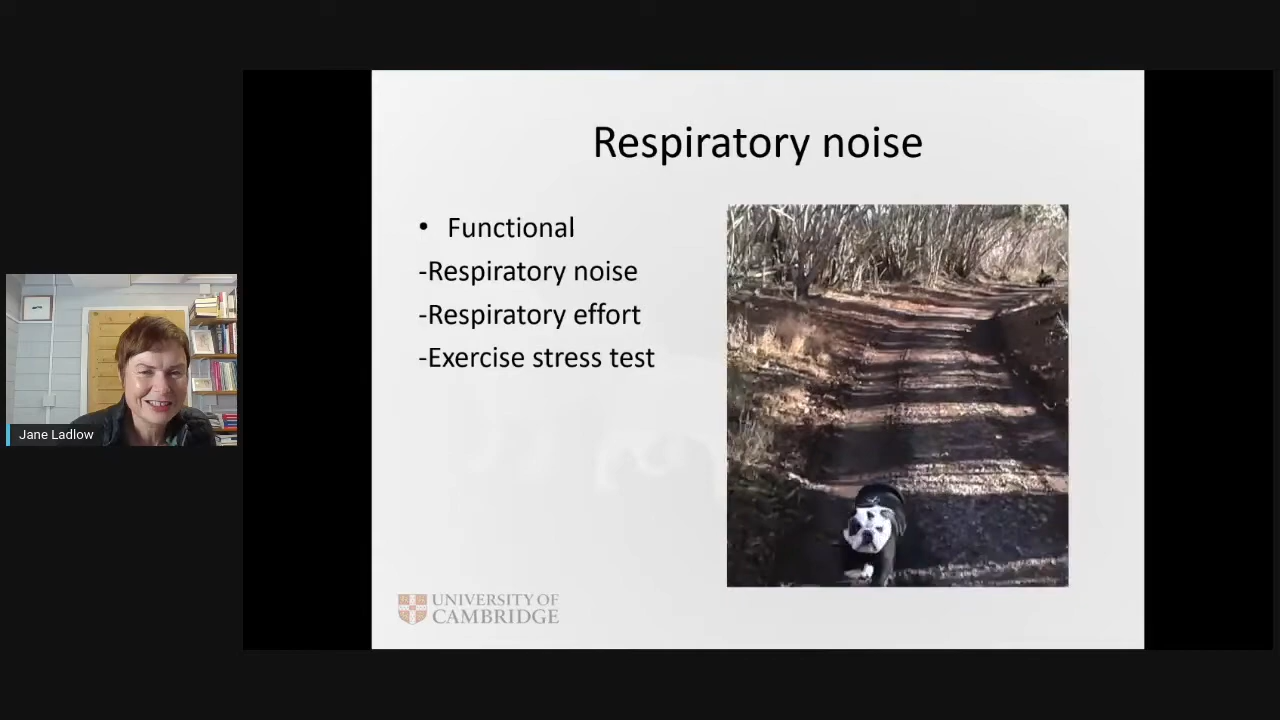 Respiratory noise
• Functional
-Respiratory noise
-Respiratory effort
-Exercise stress test
Jane Ladlow
UNIVERSITY OF
CAMBRIDGE